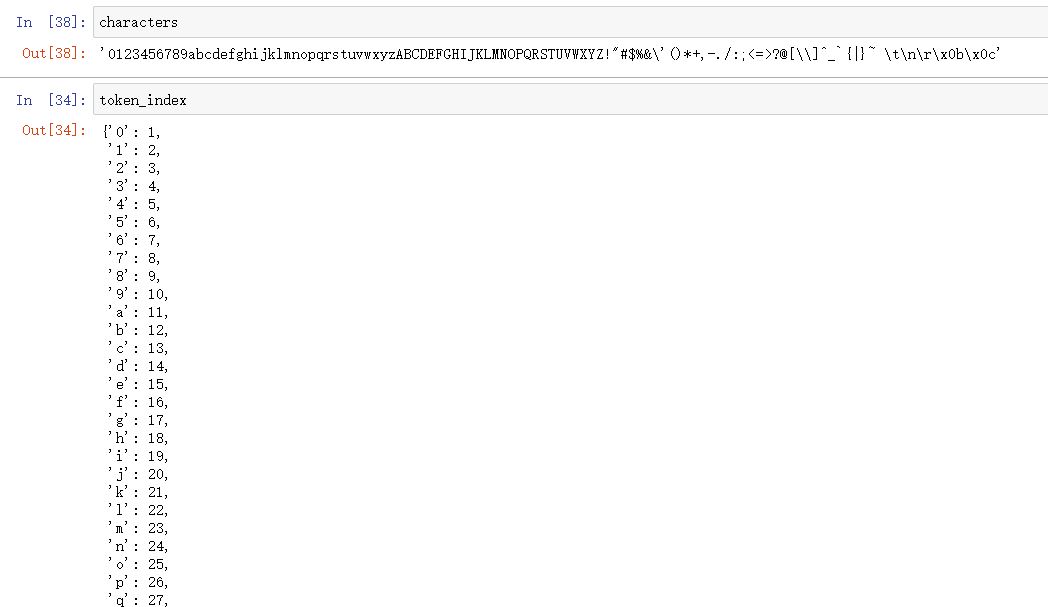 In [38]: characters
Out[38]: '0123456789abcdefghijklmnopqrstuvwxyzABCDEFGHIJKLMNOPQRSTUVWXYZ!"#$%&\'()*+,-./:;<=>?@[\\]^_`{|}~ \t\n\r\x0b\x0c'
In [34]: token_index
Out[34]: {'0': 1,
'1': 2,
'2': 3,
'3': 4,
'4': 5,
'5': 6,
'6': 7,
'7': 8,
'8': 9,
'9': 10,
'a': 11,
'b': 12,
'c': 13,
'd': 14,
'e': 15,
'f': 16,
'g': 17,
'h': 18,
'i': 19,
'j': 20,
'k': 21,
'l': 22,
'm': 23,
'n': 24,
'o': 25,
'p': 26,
'q': 27,